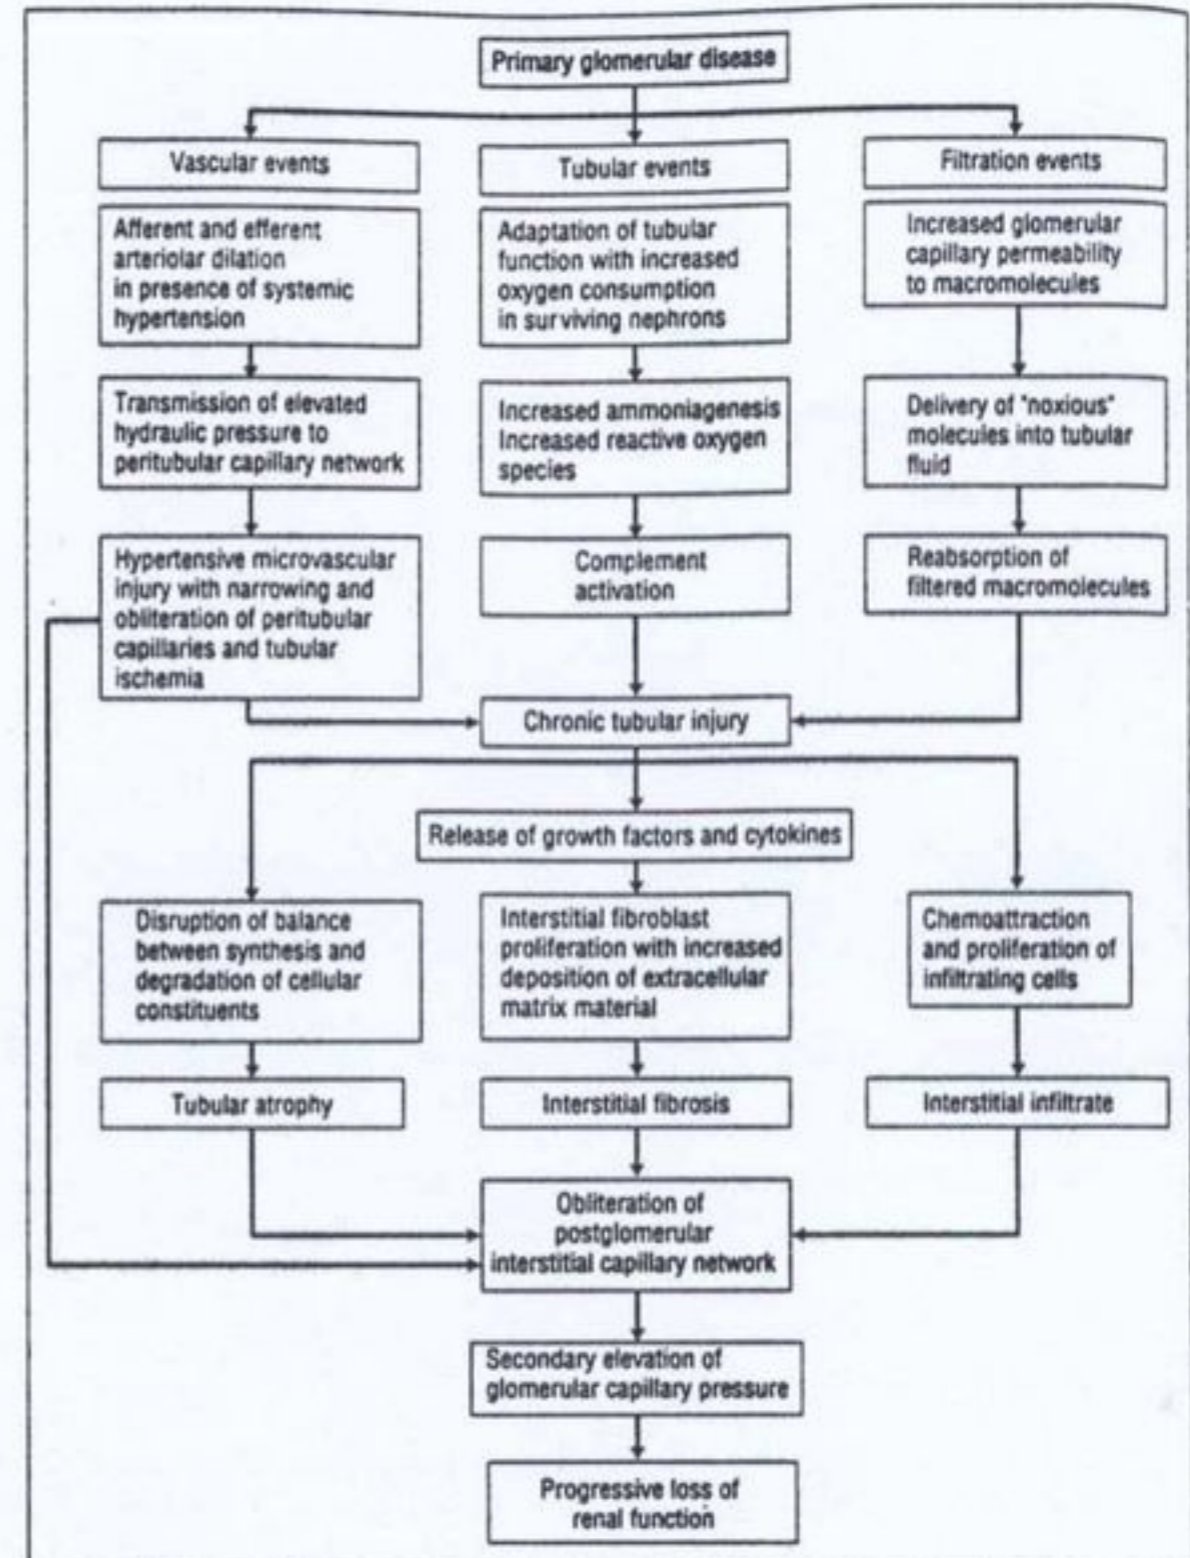 Primary glomerular disease
Vascular events
Tubular events
Filtration events
Afferent and efferent
arteriolar dilation
in presence of systemic
hypertension
Adaptation of tubular
function with increased
oxygen consumption
in surviving nephrons
Increased glomerular
capillary permeability
to macromolecules
Transmission of elevated
hydraulic pressure to
peritubular capillary network
Increased ammoniagenesis
Increased reactive oxygen
species
Delivery of "noxious"
molecules into tubular
fluid
Hypertensive microvascular
injury with narrowing and
obliteration of peritubular
capillaries and tubular
ischemia
Complement
activation
Reabsorption of
filtered macromolecules
Chronic tubular injury
Release of growth factors and cytokines
Disruption of balance
between synthesis and
degradation of cellular
constituents
Interstitial fibroblast
proliferation with increased
deposition of extracellular
matrix material
Chemoattraction
and proliferation of
infiltrating cells
Tubular atrophy
Interstitial fibrosis
Interstitial infiltrate
Obliteration of
postglomerular
interstitial capillary network
Secondary elevation of
glomerular capillary pressure
Progressive loss of
renal function